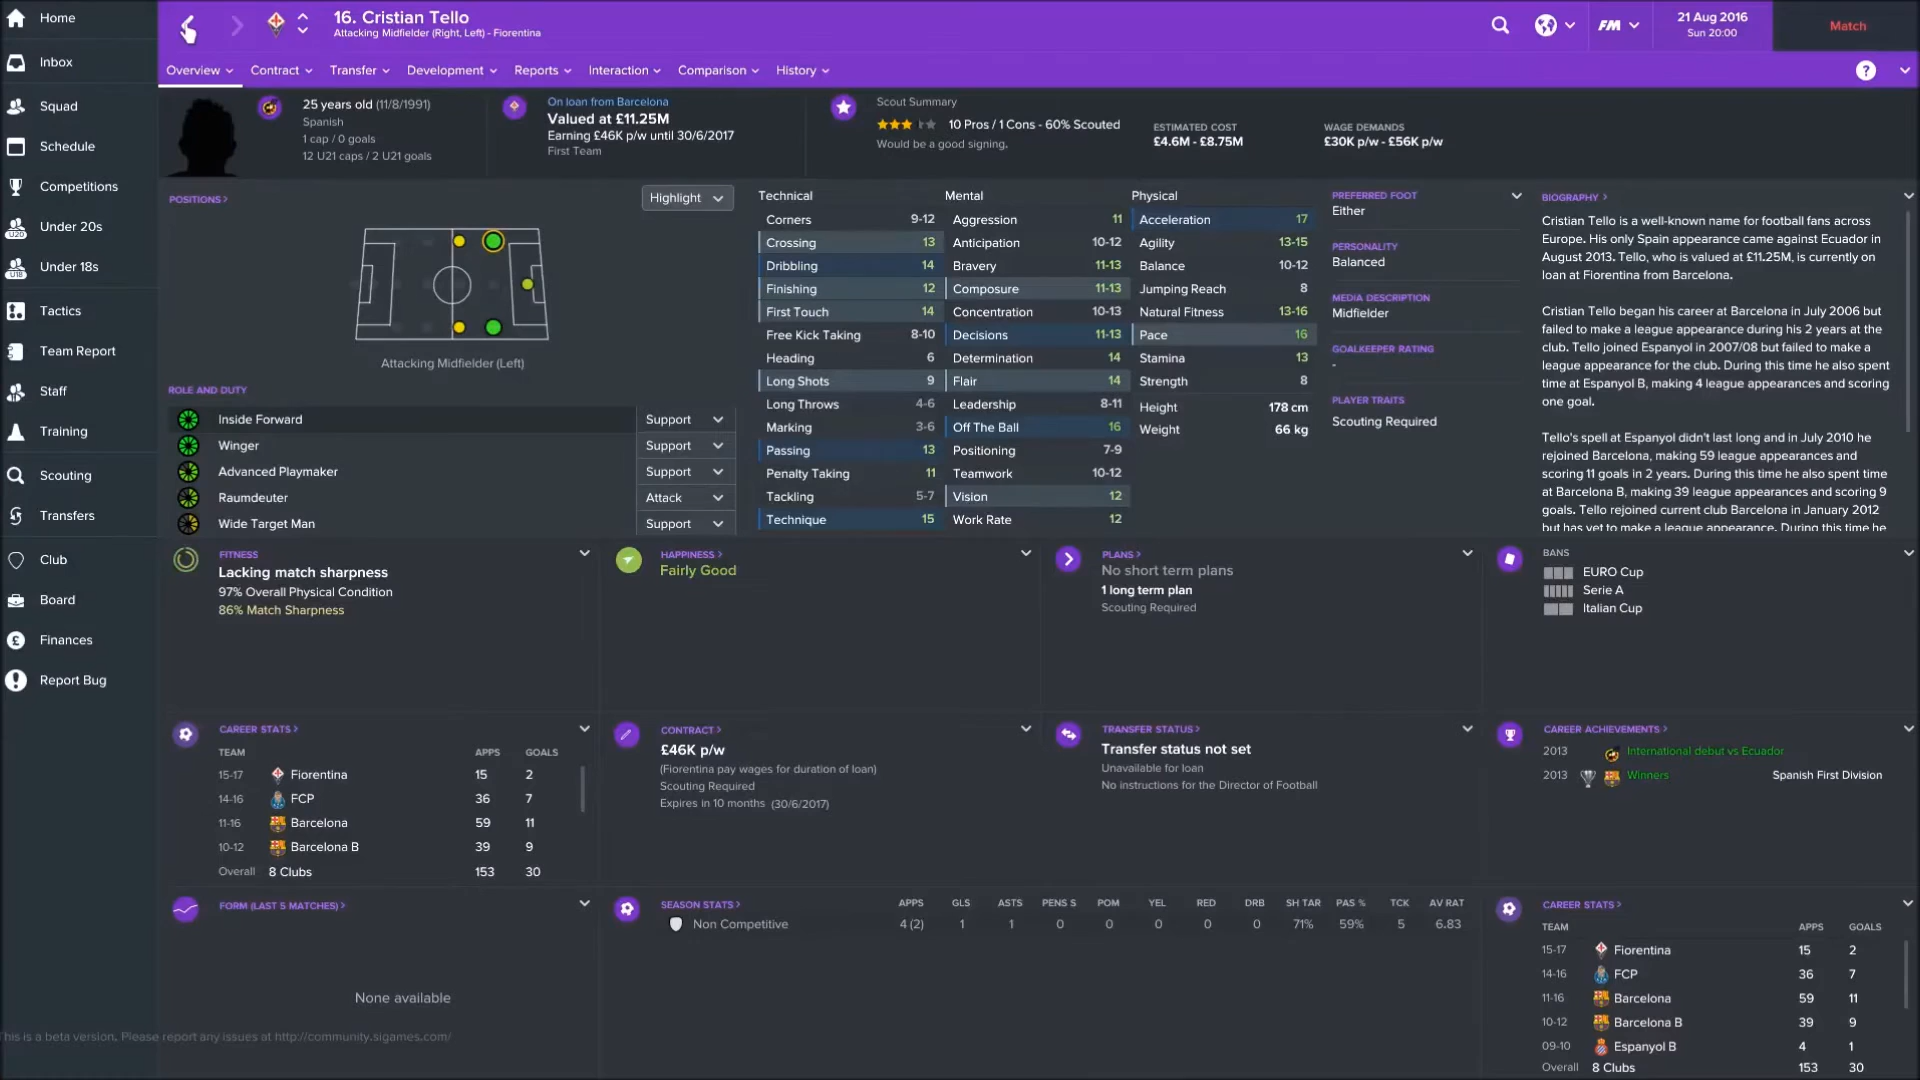 Home
Inbox
Squad
Schedule
Competitions
Under 20s
Under 18s
Tactics
Team Report
Staff
Training
Scouting
Transfers
Club
Board
Finances
Report Bug
16. Cristian Tello
Attacking Midfielder (Right, Left) - Fiorentina
FM
21 Aug 2016
Sun 20:00
Match
Overview Contract Transfer Development Reports Interaction Comparison History ?
25 years old (11/8/1991)
Spanish
1 cap / 0 goals
12 U21 caps / 2 U21 goals
On loan from Barcelona
Valued at £11.25M
Earning £46K p/w until 30/6/2017
First Team
Scout Summary
10 Pros / 1 Cons - 60% Scouted
Would be a good signing.
ESTIMATED COST
£4.6M - £8.75M
WAGE DEMANDS
£30K p/w - £56K p/w
POSITIONS >
Highlight
Attacking Midfielder (Left)
ROLE AND DUTY
Inside Forward Support
Winger Support
Advanced Playmaker Support
Raumdeuter Attack
Wide Target Man Support
Technical
Corners 9-12
Crossing 13
Dribbling 14
Finishing 12
First Touch 14
Free Kick Taking 8-10
Heading 6
Long Shots 9
Long Throws 4-6
Marking 3-6
Passing 13
Penalty Taking 11
Tackling 5-7
Technique 15
Mental
Aggression 11
Anticipation 10-12
Bravery 11-13
Composure 11-13
Concentration 10-13
Decisions 11-13
Determination 14
Flair 14
Leadership 8-11
Off The Ball 16
Positioning 7-9
Teamwork 10-12
Vision 12
Work Rate 12
Physical
Acceleration 17
Agility 13-15
Balance 10-12
Jumping Reach 8
Natural Fitness 13-16
Pace 16
Stamina 13
Strength 8
Height 178 cm
Weight 66 kg
PREFERRED FOOT
Either
PERSONALITY
Balanced
MEDIA DESCRIPTION
Midfielder
GOALKEEPER RATING
-
PLAYER TRAITS
Scouting Required
BIOGRAPHY >
Cristian Tello is a well-known name for football fans across
Europe. His only Spain appearance came against Ecuador in
August 2013. Tello, who is valued at £11.25M, is currently on
loan at Fiorentina from Barcelona.
Cristian Tello began his career at Barcelona in July 2006 but
failed to make a league appearance during his 2 years at the
club. Tello joined Espanyol in 2007/08 but failed to make a
league appearance for the club. During this time he also spent
time at Espanyol B, making 4 league appearances and scoring
one goal.
Tello's spell at Espanyol didn't last long and in July 2010 he
rejoined Barcelona, making 59 league appearances and
scoring 11 goals in 2 years. During this time he also spent time
at Barcelona B, making 39 league appearances and scoring 9
goals. Tello rejoined current club Barcelona in January 2012
but has yet to make a league appearance. During this time he
FITNESS
Lacking match sharpness
97% Overall Physical Condition
86% Match Sharpness
HAPPINESS >
Fairly Good
PLANS >
No short term plans
1 long term plan
Scouting Required
BANS
EURO Cup
Serie A
Italian Cup
CAREER STATS >
TEAM APPS GOALS
15-17 Fiorentina 15 2
14-16 FCP 36 7
11-16 Barcelona 59 11
10-12 Barcelona B 39 9
Overall 8 Clubs 153 30
CONTRACT >
£46K p/w
(Fiorentina pay wages for duration of loan)
Scouting Required
Expires in 10 months (30/6/2017)
TRANSFER STATUS >
Transfer status not set
Unavailable for loan
No instructions for the Director of Football
CAREER ACHIEVEMENTS >
2013 International debut vs Ecuador
2013 Winners Spanish First Division
FORM (LAST 5 MATCHES) >
None available
SEASON STATS > APPS GLS ASTS PENS S POM YEL RED DRB SH TAR PAS % TCK AV RAT
Non Competitive 4 (2) 1 1 0 0 0 0 0 71% 59% 5 6.83
CAREER STATS >
TEAM APPS GOALS
15-17 Fiorentina 15 2
14-16 FCP 36 7
11-16 Barcelona 59 11
10-12 Barcelona B 39 9
09-10 Espanyol B 4 1
Overall 8 Clubs 153 30
This is a beta version. Please report any issues at http://community.sigames.com/